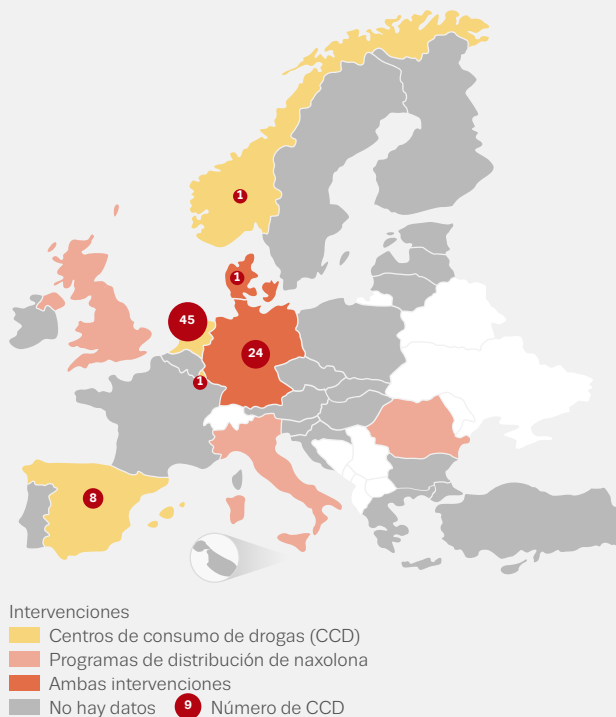 1
1
45
24
1
8
Intervenciones
Centros de consumo de drogas (CCD)
Programas de distribución de naxolona
Ambas intervenciones
No hay datos 9 Número de CCD